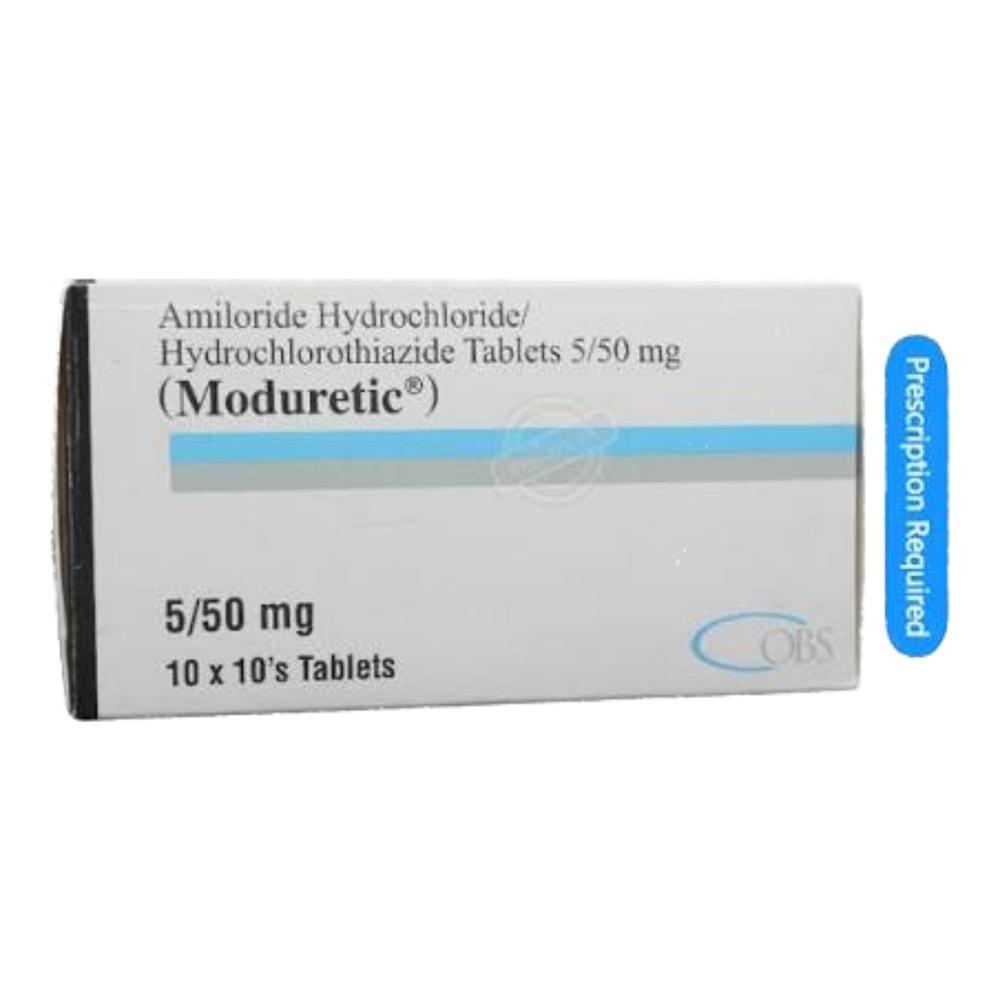 Amiloride Hydrochloride/
Hydrochlorothiazide Tablets 5/50 mg
(Moduretic®)
5/50 mg
10 x 10's Tablets
OBS
Prescription Required